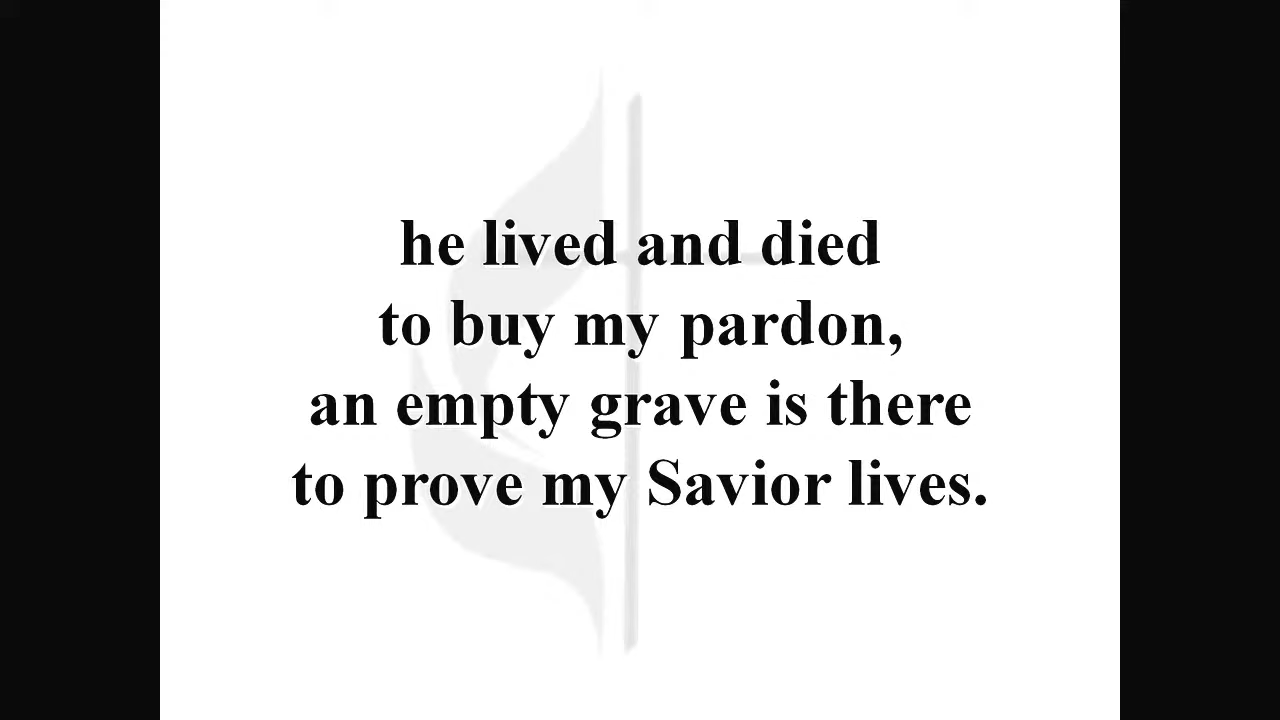 he lived and died
to buy my pardon,
an empty grave is there
to prove my Savior lives.